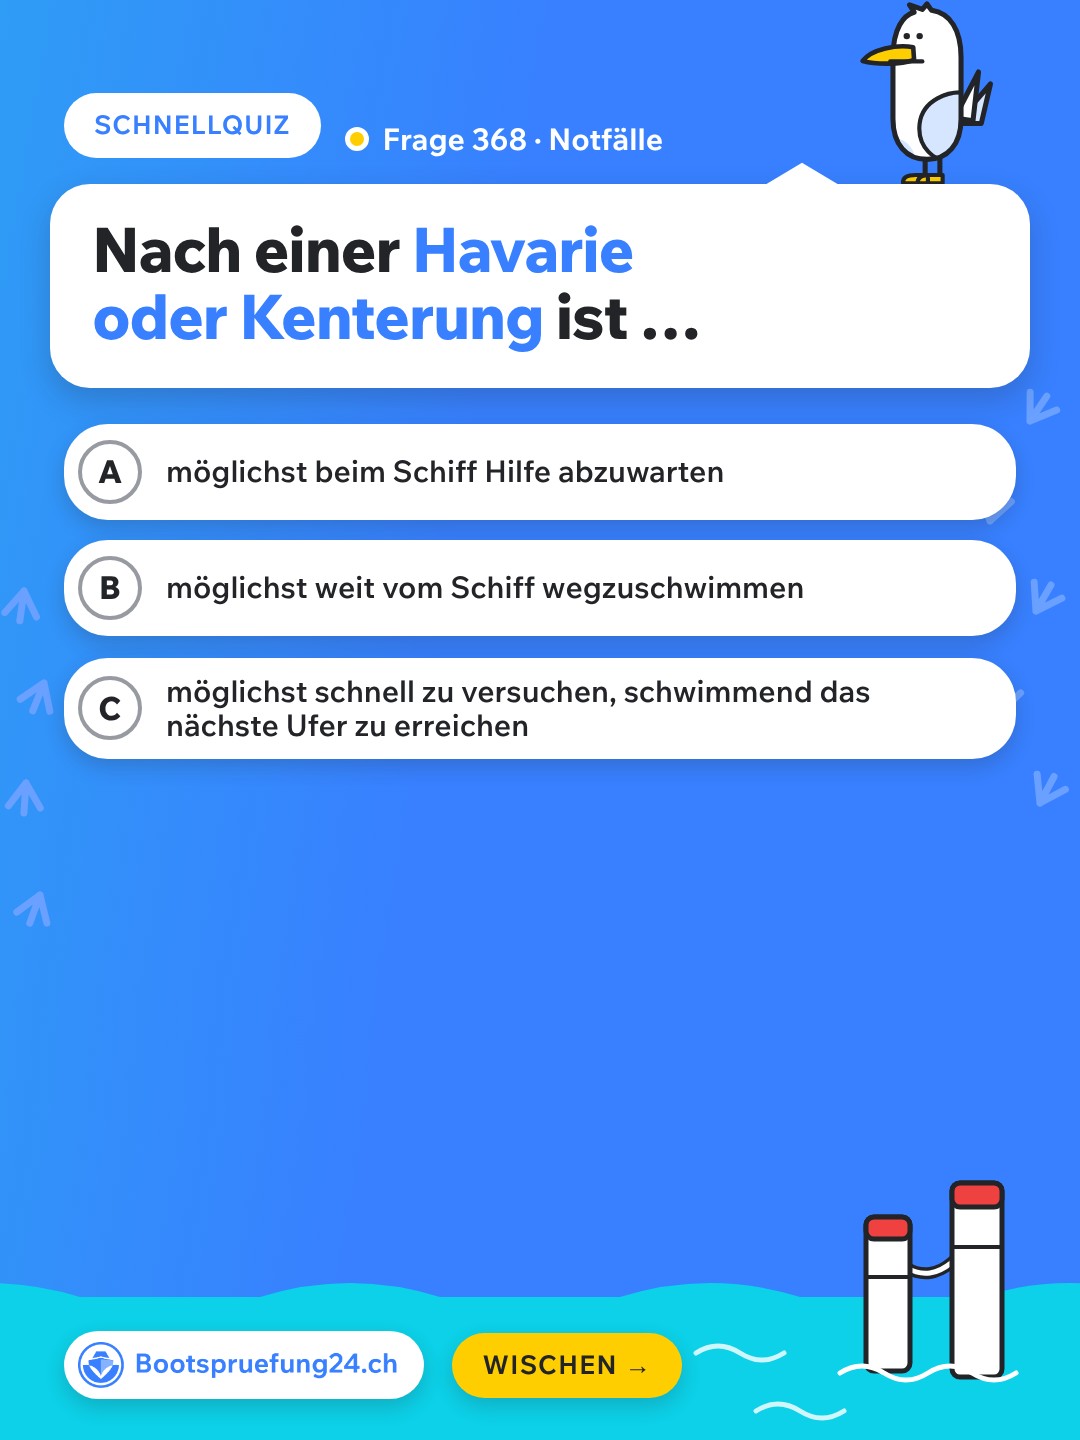 SCHNELLQUIZ
Frage 368 · Notfälle
Nach einer Havarie
oder Kenterung ist ...
A möglichst beim Schiff Hilfe abzuwarten
B möglichst weit vom Schiff wegzuschwimmen
C möglichst schnell zu versuchen, schwimmend das
nächste Ufer zu erreichen
Bootspruefung24.ch
WISCHEN →